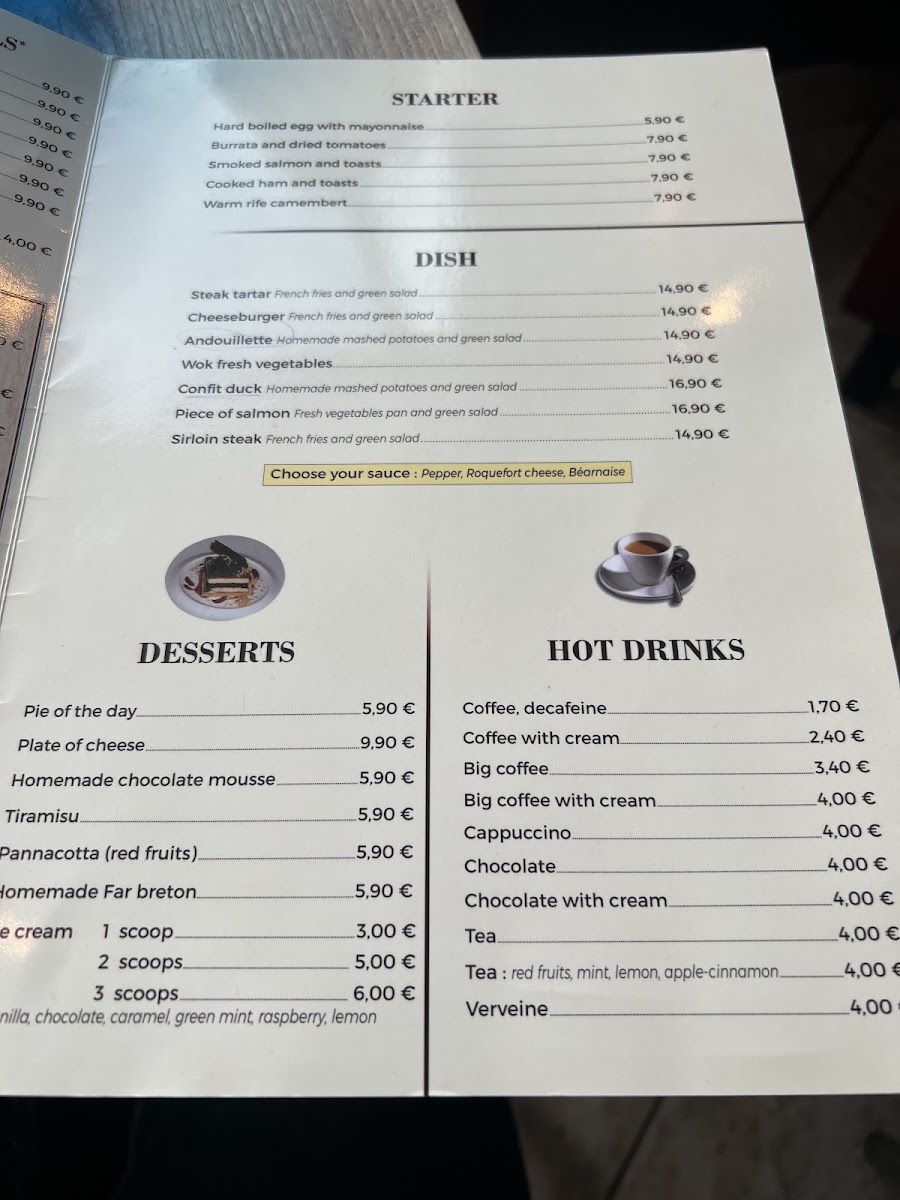 9,90 €
9,90 €
9,90 €
9,90 €
9,90 €
9,90 €
9,90 €
4,00 €
STARTER
Hard boiled egg with mayonnaise 5,90 €
Burrata and dried tomatoes 7,90 €
Smoked salmon and toasts 7,90 €
Cooked ham and toasts 7,90 €
Warm rife camembert 7,90 €
DISH
Steak tartar French fries and green salad 14,90 €
Cheeseburger French fries and green salad 14,90 €
Andouillette Homemade mashed potatoes and green salad 14,90 €
Wok fresh vegetables 14,90 €
Confit duck Homemade mashed potatoes and green salad 16,90 €
Piece of salmon Fresh vegetables pan and green salad 16,90 €
Sirloin steak French fries and green salad 14,90 €
Choose your sauce : Pepper, Roquefort cheese, Béarnaise
DESSERTS
Pie of the day 5,90 €
Plate of cheese 9,90 €
Homemade chocolate mousse 5,90 €
Tiramisu 5,90 €
Pannacotta (red fruits) 5,90 €
Homemade Far breton 5,90 €
e cream 1 scoop 3,00 €
2 scoops 5,00 €
3 scoops 6,00 €
nilla, chocolate, caramel, green mint, raspberry, lemon
HOT DRINKS
Coffee, decafeine 1,70 €
Coffee with cream 2,40 €
Big coffee 3,40 €
Big coffee with cream 4,00 €
Cappuccino 4,00 €
Chocolate 4,00 €
Chocolate with cream 4,00 €
Tea 4,00 €
Tea : red fruits, mint, lemon, apple-cinnamon 4,00 €
Verveine 4,00